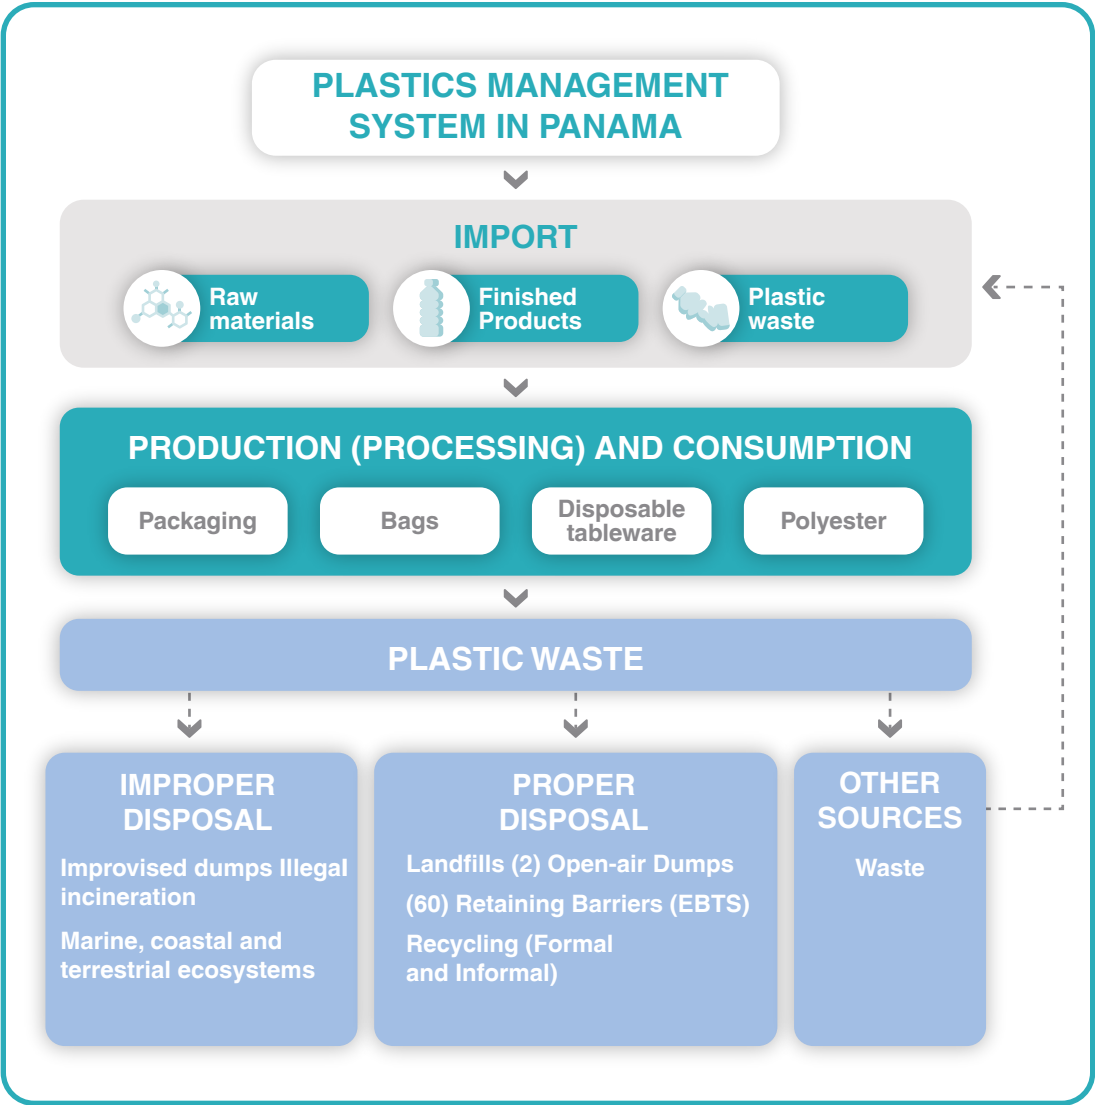 PLASTICS MANAGEMENT
SYSTEM IN PANAMA
IMPORT
Raw
materials
Finished
Products
Plastic
waste
PRODUCTION (PROCESSING) AND CONSUMPTION
Packaging
Bags
Disposable
tableware
Polyester
PLASTIC WASTE
IMPROPER
DISPOSAL
Improvised dumps Illegal
incineration
Marine, coastal and
terrestrial ecosystems
PROPER
DISPOSAL
Landfills (2) Open-air Dumps
(60) Retaining Barriers (EBTS)
Recycling (Formal
and Informal)
OTHER
SOURCES
Waste